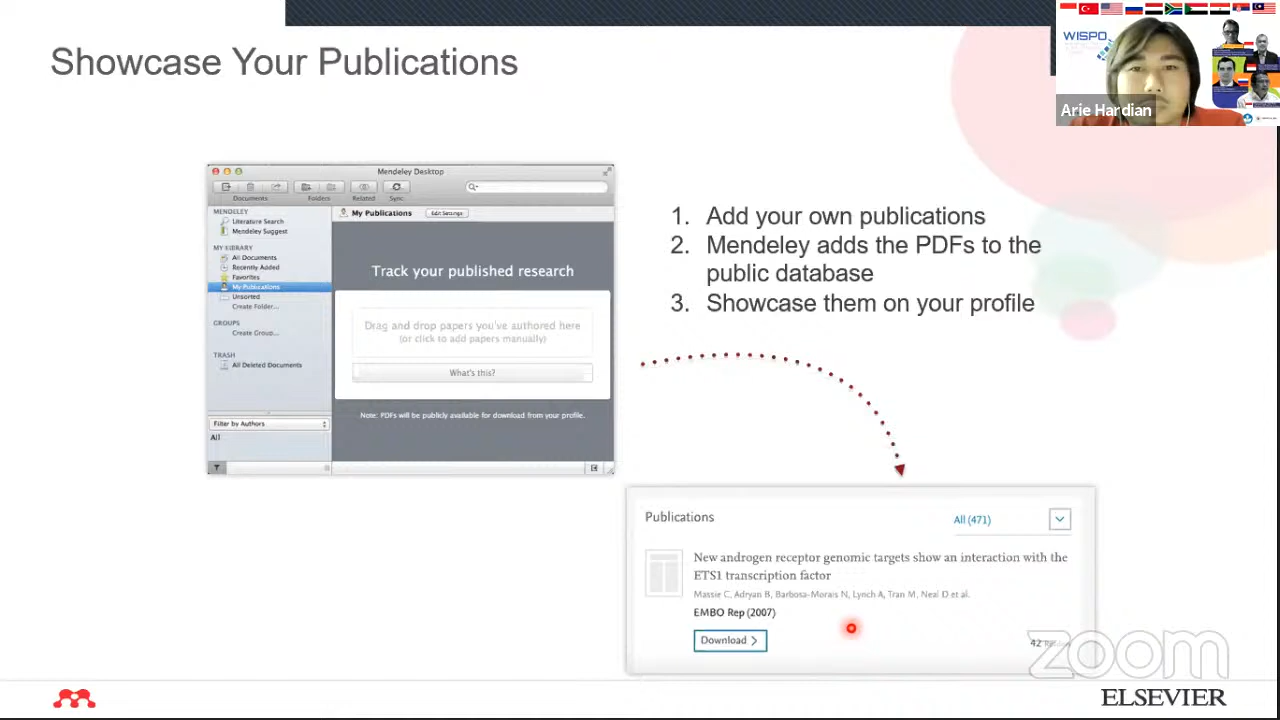 Showcase Your Publications
WISPO
Arie Hardian
Mendeley Desktop
Documents Folders Related Sync
MENDELEY
Literature Search
Mendeley Suggest
MY LIBRARY
All Documents
Recently Added
Favorites
My Publications
Unsorted
Create Folder...
GROUPS
Create Group...
TRASH
All Deleted Documents
Filter by Authors
All
My Publications Edit Settings
Track your published research
Drag and drop papers you've authored here
(or click to add papers manually)
What's this?
Note: PDFs will be publicly available for download from your profile.
1. Add your own publications
2. Mendeley adds the PDFs to the
public database
3. Showcase them on your profile
Publications All (471)
New androgen receptor genomic targets show an interaction with the
ETS1 transcription factor
Massie C, Adryan B, Barbosa-Morais N, Lynch A, Tran M, Neal D et al.
EMBO Rep (2007)
Download
42
zoom
ELSEVIER